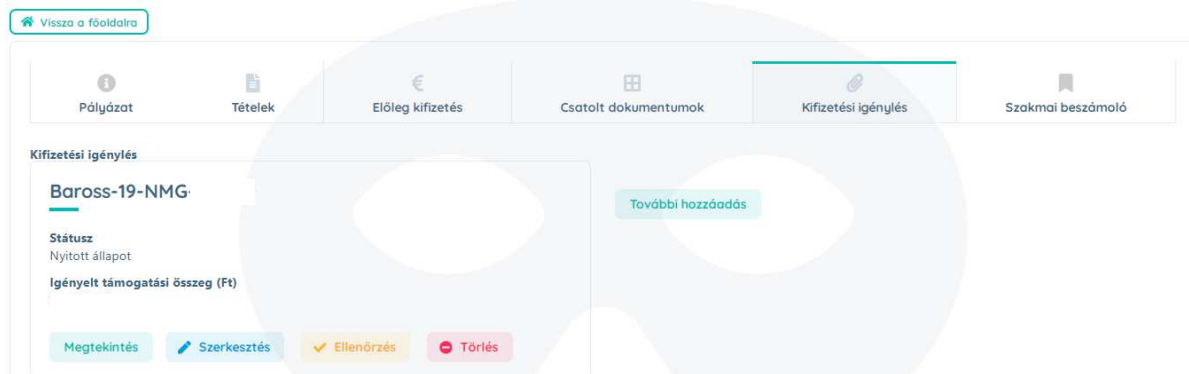 Vissza a főoldalra
Pályázat
Tételek
Előleg kifizetés
Csatolt dokumentumok
Kifizetési igénylés
Szakmai beszámoló
Kifizetési igénylés
Baross-19-NMG-
További hozzáadás
Státusz
Nyitott állapot
Igényelt támogatási összeg (Ft)
Megtekintés Szerkesztés Ellenőrzés Törlés